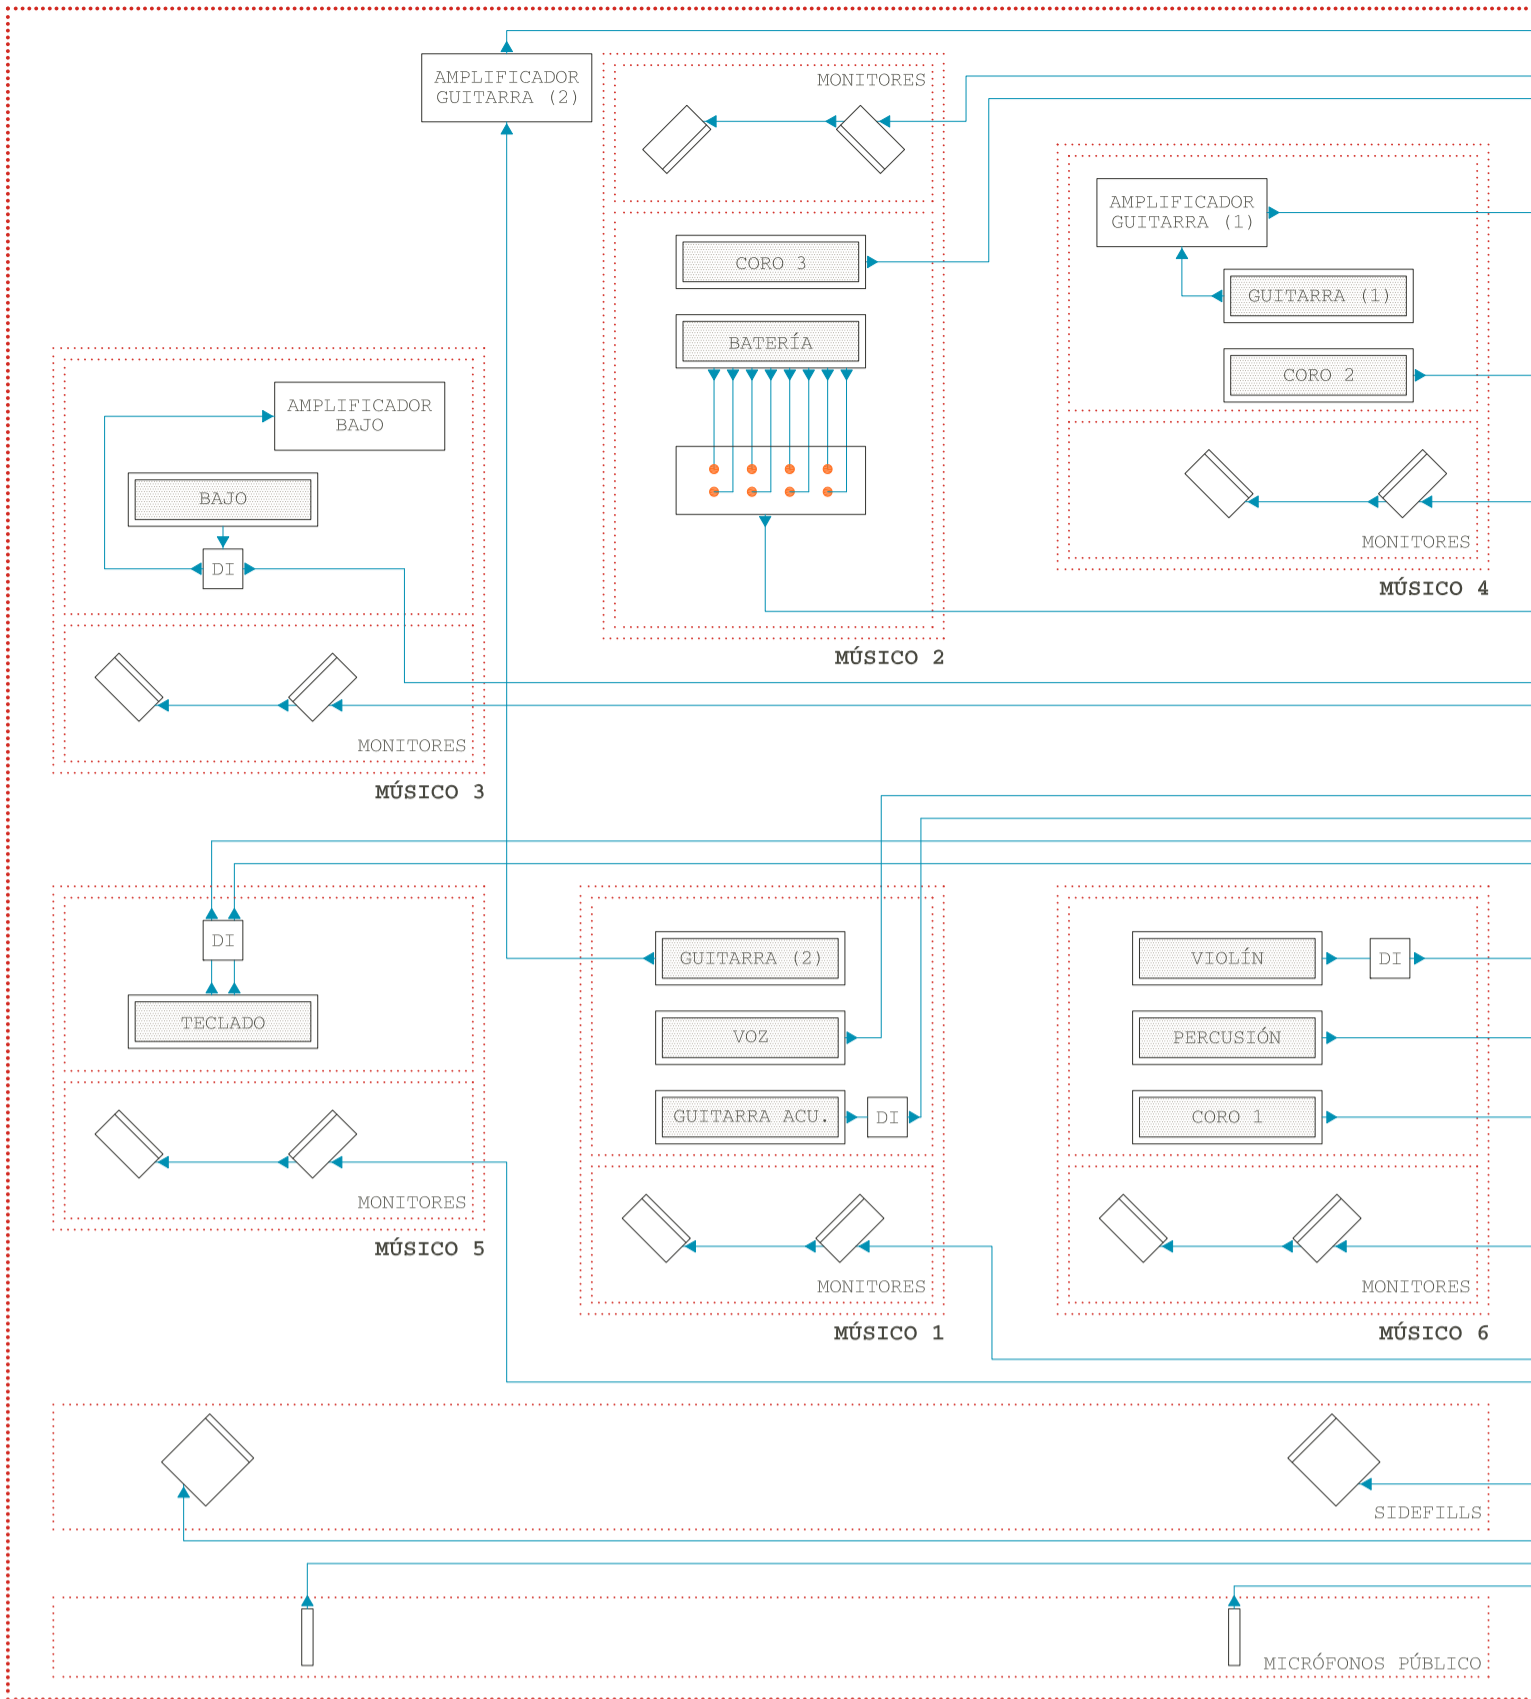 AMPLIFICADOR
GUITARRA (2)
MONITORES
CORO 3
BATERÍA
MÚSICO 2
AMPLIFICADOR
GUITARRA (1)
GUITARRA (1)
CORO 2
MONITORES
MÚSICO 4
AMPLIFICADOR
BAJO
BAJO
DI
MONITORES
MÚSICO 3
DI
TECLADO
MONITORES
MÚSICO 5
GUITARRA (2)
VOZ
GUITARRA ACU.
DI
MONITORES
MÚSICO 1
VIOLÍN
DI
PERCUSIÓN
CORO 1
MONITORES
MÚSICO 6
SIDEFILLS
MICRÓFONOS PÚBLICO